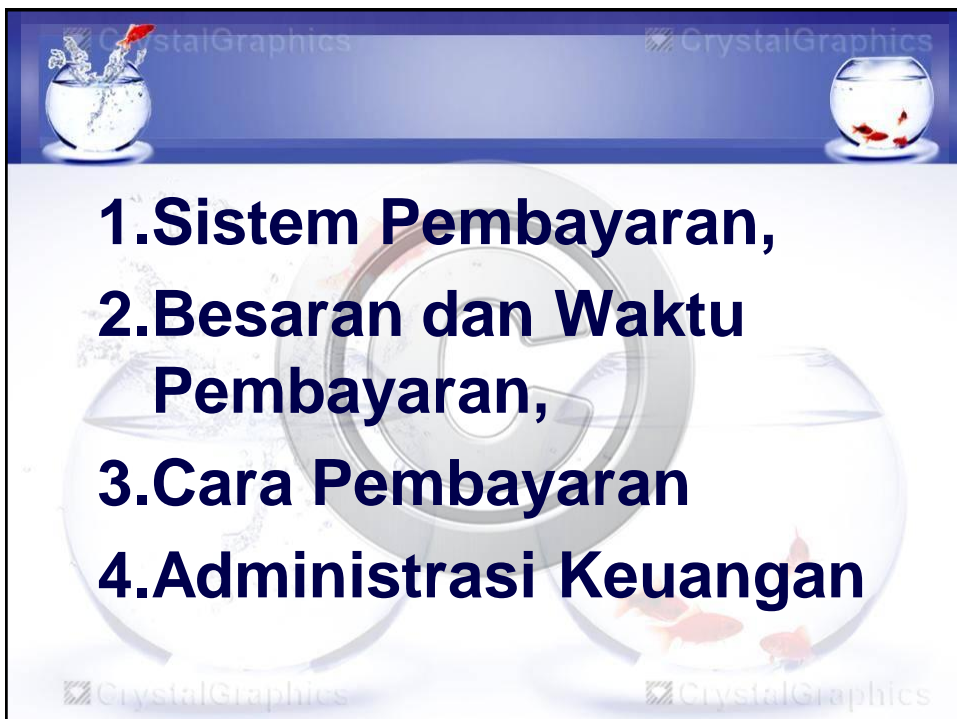 CrystalGraphics CrystalGraphics
1.Sistem Pembayaran,
2.Besaran dan Waktu
Pembayaran,
3.Cara Pembayaran
4.Administrasi Keuangan
CrystalGraphics CrystalGraphics